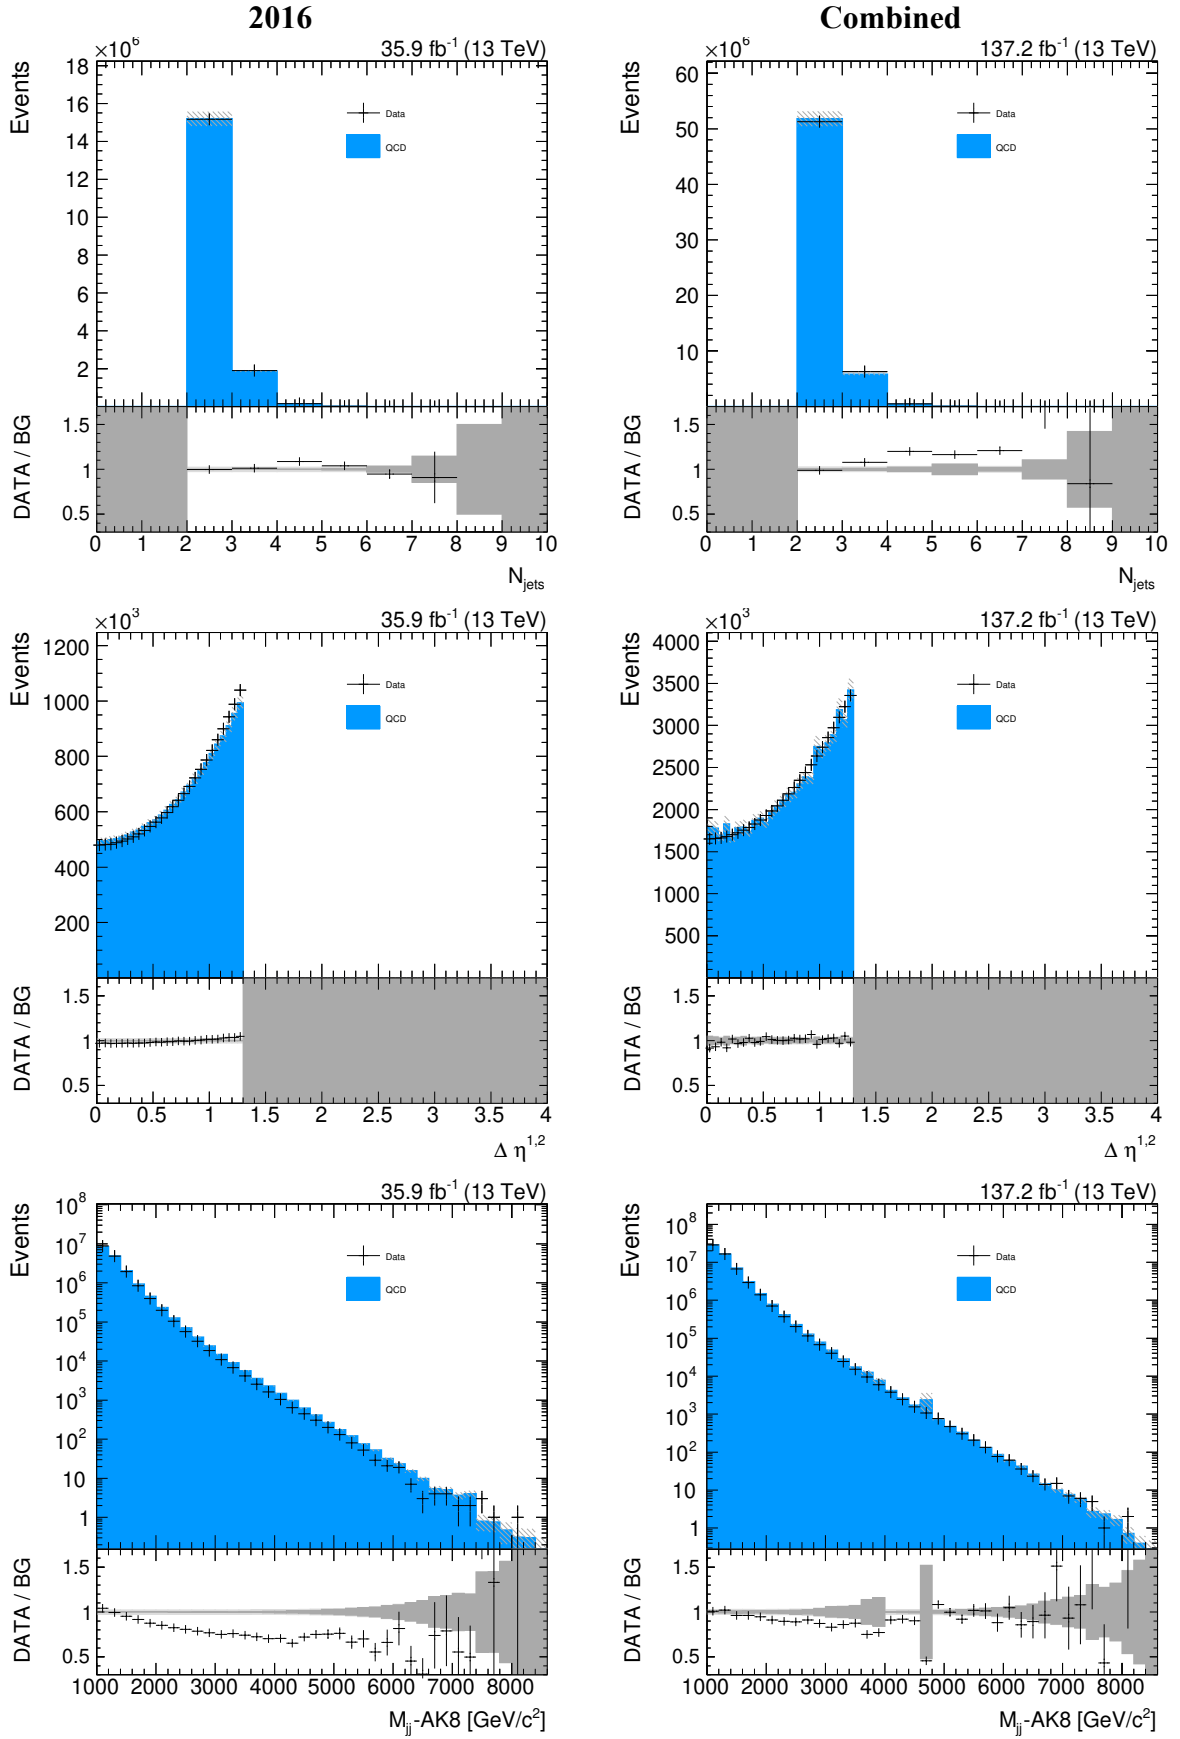 2016 Combined
×10⁶ 35.9 fb⁻¹ (13 TeV)
Events
18
16
14
12
10
8
6
4
2
Data
QCD
DATA / BG
1.5
1
0.5
0 1 2 3 4 5 6 7 8 9 10
N_jets
×10⁶ 137.2 fb⁻¹ (13 TeV)
Events
60
50
40
30
20
10
Data
QCD
DATA / BG
1.5
1
0.5
0 1 2 3 4 5 6 7 8 9 10
N_jets
×10³ 35.9 fb⁻¹ (13 TeV)
Events
1200
1000
800
600
400
200
Data
QCD
DATA / BG
1.5
1
0.5
0 0.5 1 1.5 2 2.5 3 3.5 4
Δ η¹,²
×10³ 137.2 fb⁻¹ (13 TeV)
Events
4000
3500
3000
2500
2000
1500
1000
500
Data
QCD
DATA / BG
1.5
1
0.5
0 0.5 1 1.5 2 2.5 3 3.5 4
Δ η¹,²
35.9 fb⁻¹ (13 TeV)
Events
10⁸
10⁷
10⁶
10⁵
10⁴
10³
10²
10
1
Data
QCD
DATA / BG
1.5
1
0.5
1000 2000 3000 4000 5000 6000 7000 8000
M_jj-AK8 [GeV/c²]
137.2 fb⁻¹ (13 TeV)
Events
10⁸
10⁷
10⁶
10⁵
10⁴
10³
10²
10
1
Data
QCD
DATA / BG
1.5
1
0.5
1000 2000 3000 4000 5000 6000 7000 8000
M_jj-AK8 [GeV/c²]